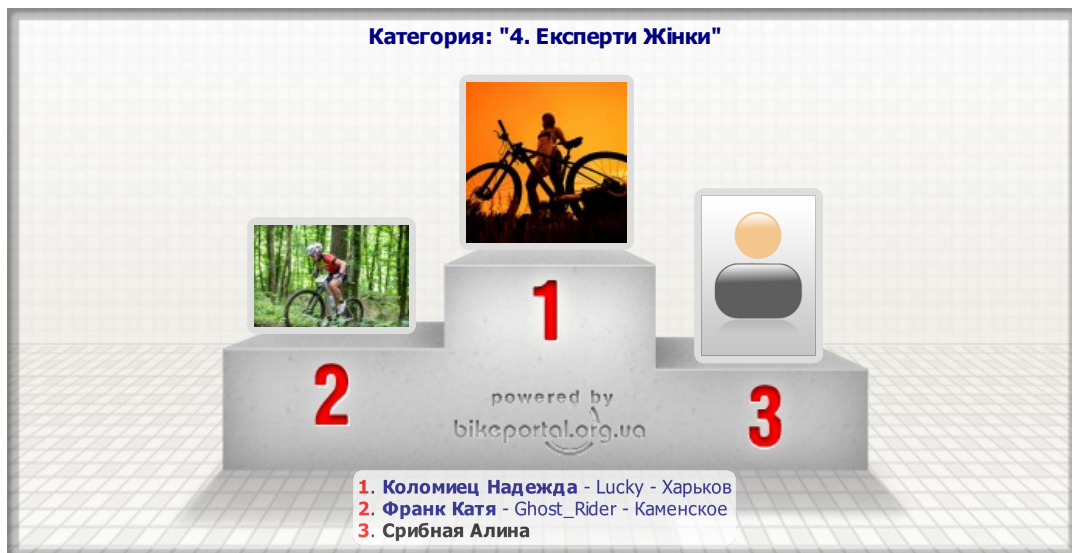 Категория: "4. Експерти Жінки"
1
2
3
powered by
bikeportal.org.ua
1. Коломиец Надежда - Lucky - Харьков
2. Франк Катя - Ghost_Rider - Каменское
3. Срибная Алина